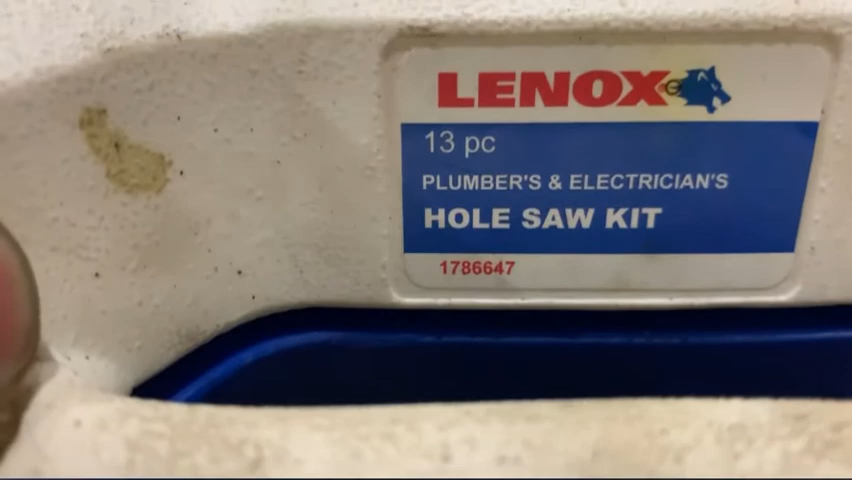 LENOX
13 pc
PLUMBER'S & ELECTRICIAN'S
HOLE SAW KIT
1786647